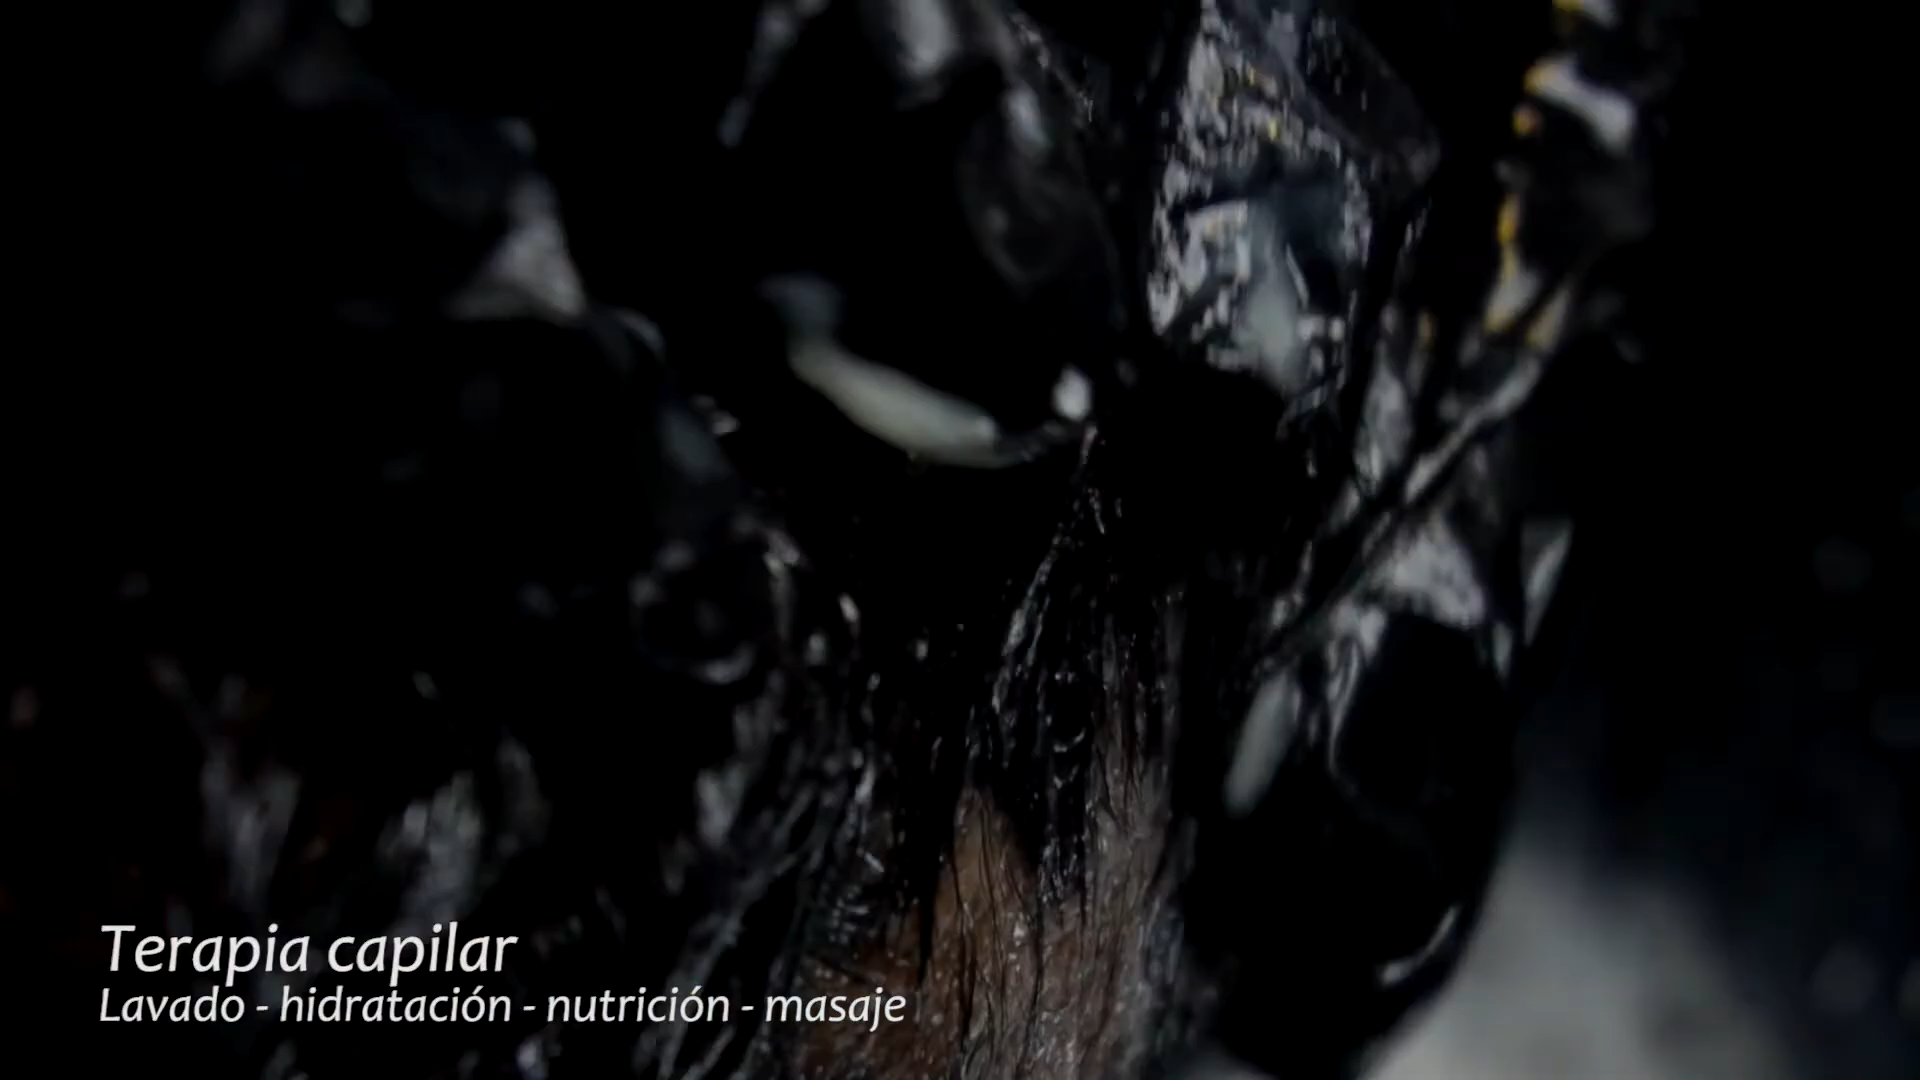 Terapia capilar
Lavado - hidratación - nutrición - masaje